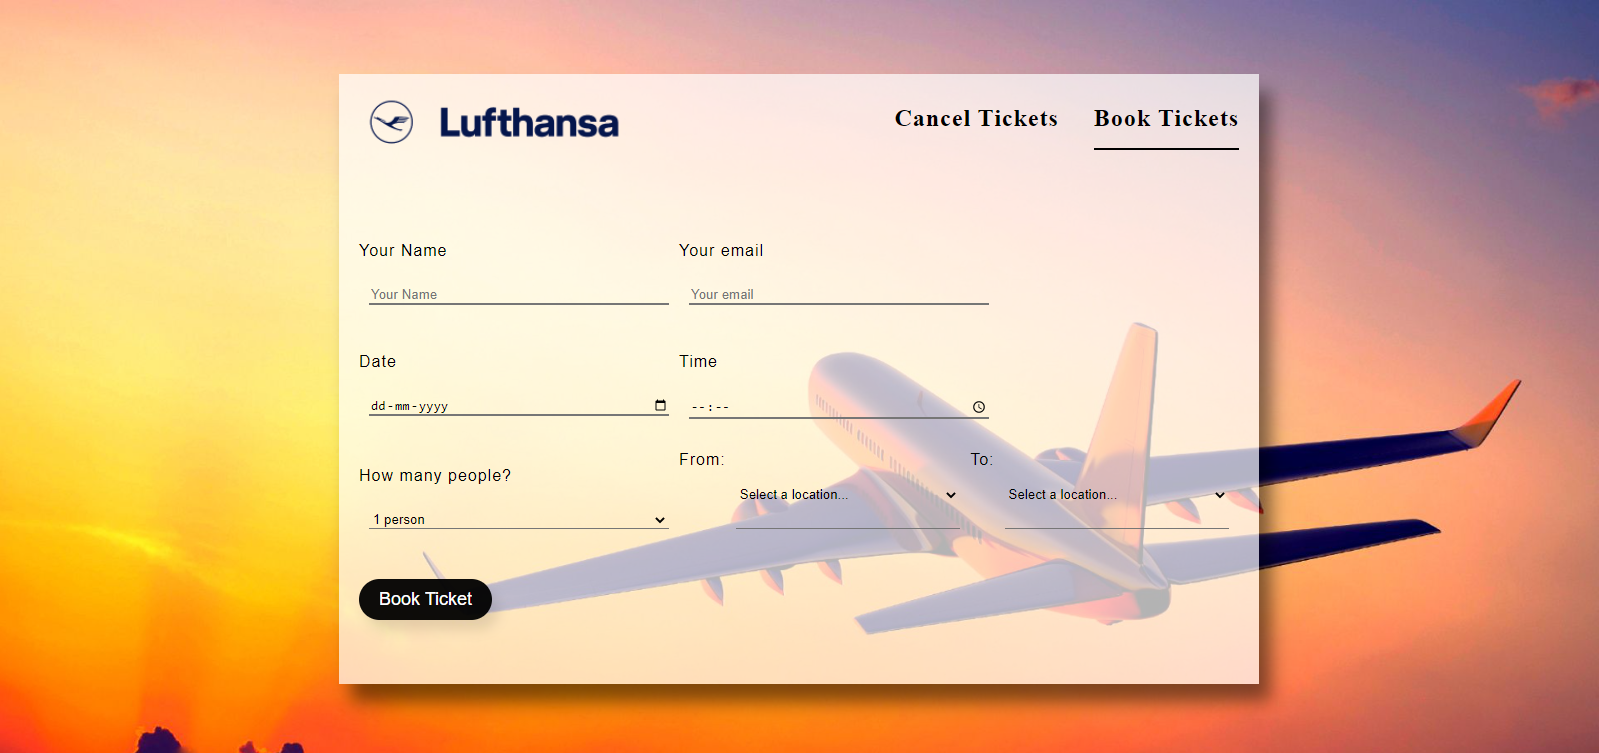 Lufthansa
Cancel Tickets
Book Tickets
Your Name
Your email
Your Name
Your email
Date
Time
dd-mm-yyyy
--:--
How many people?
From:
To:
1 person
Select a location...
Select a location...
Book Ticket